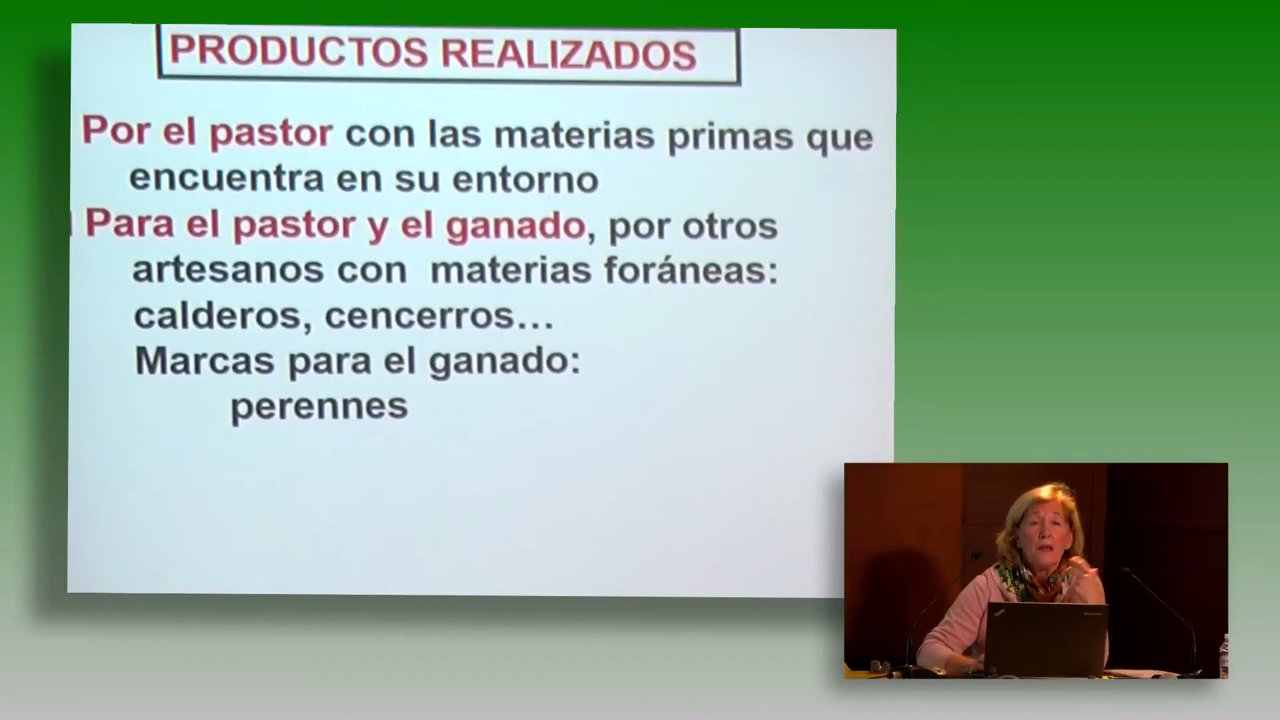 PRODUCTOS REALIZADOS
Por el pastor con las materias primas que
encuentra en su entorno
Para el pastor y el ganado, por otros
artesanos con materias foráneas:
calderos, cencerros...
Marcas para el ganado:
perennes